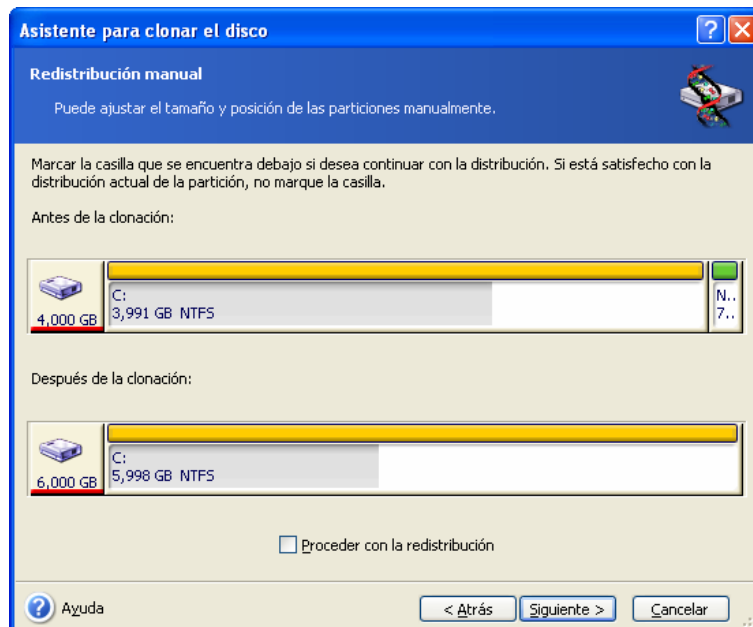 Asistente para clonar el disco
Redistribución manual
Puede ajustar el tamaño y posición de las particiones manualmente.
Marcar la casilla que se encuentra debajo si desea continuar con la distribución. Si está satisfecho con la
distribución actual de la partición, no marque la casilla.
Antes de la clonación:
4,000 GB
C:
3,991 GB NTFS
N..
7..
Después de la clonación:
6,000 GB
C:
5,998 GB NTFS
Proceder con la redistribución
Ayuda
< Atrás
Siguiente >
Cancelar